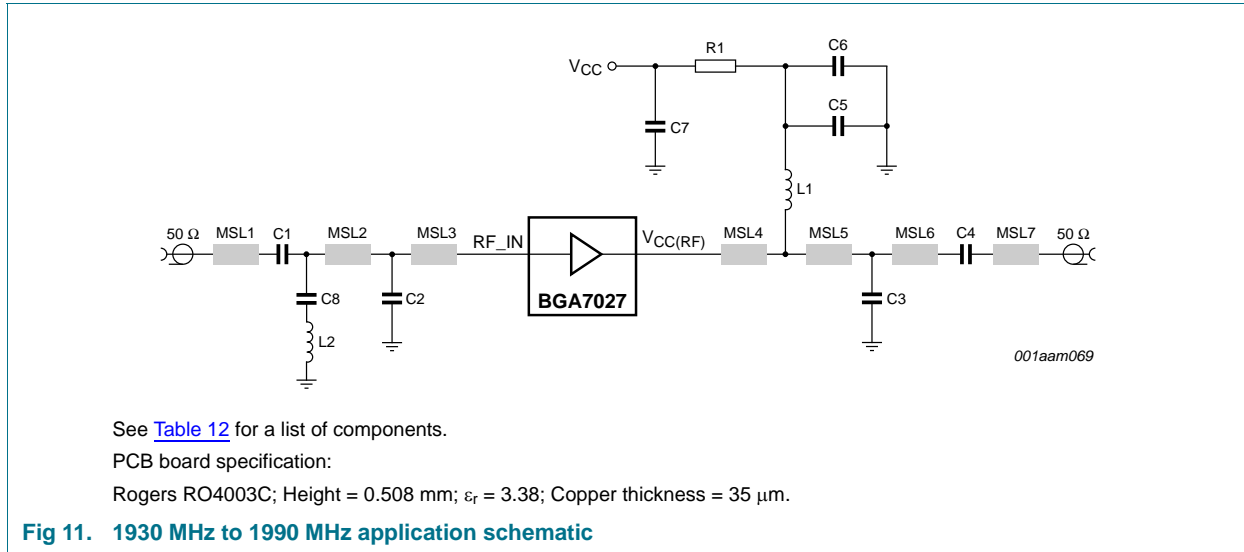 C6
R1
VCC
C5
C7
L1
50 Ω MSL1 C1 MSL2 MSL3 RF_IN VCC(RF) MSL4 MSL5 MSL6 C4 MSL7 50 Ω
C8 C2 BGA7027 C3
L2
001aam069
See Table 12 for a list of components.
PCB board specification:
Rogers RO4003C; Height = 0.508 mm; εr = 3.38; Copper thickness = 35 μm.
Fig 11. 1930 MHz to 1990 MHz application schematic